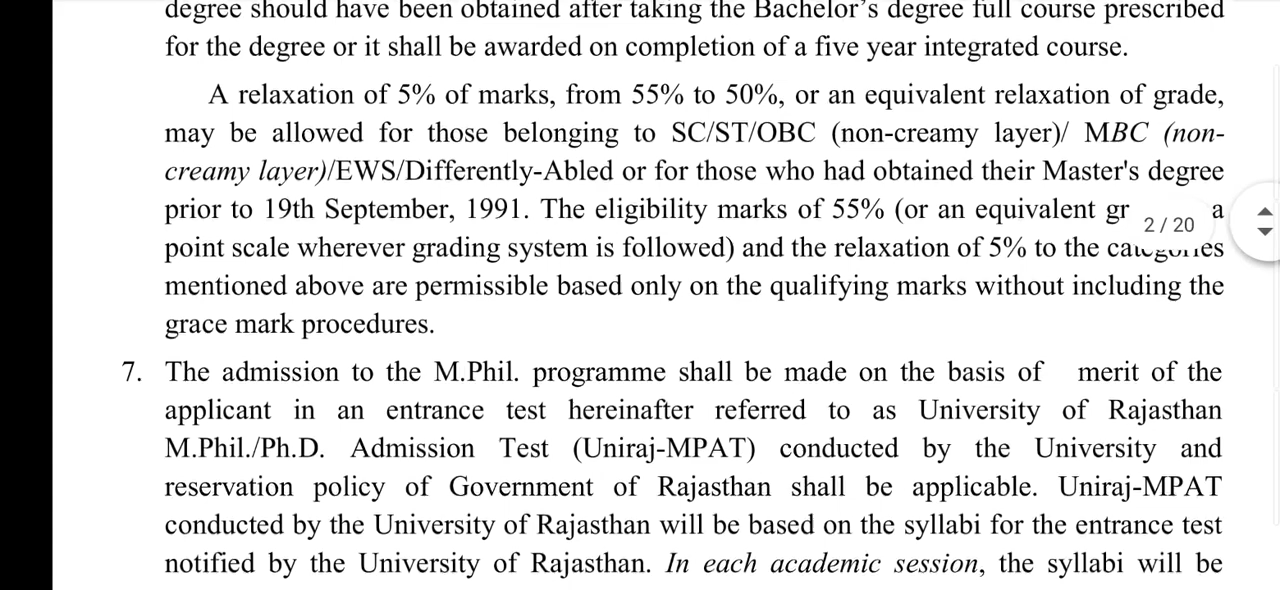 degree should have been obtained after taking the Bachelor's degree full course prescribed
for the degree or it shall be awarded on completion of a five year integrated course.
A relaxation of 5% of marks, from 55% to 50%, or an equivalent relaxation of grade,
may be allowed for those belonging to SC/ST/OBC (non-creamy layer)/ MBC (non-
creamy layer)/EWS/Differently-Abled or for those who had obtained their Master's degree
prior to 19th September, 1991. The eligibility marks of 55% (or an equivalent gr a
2 / 20
point scale wherever grading system is followed) and the relaxation of 5% to the categories
mentioned above are permissible based only on the qualifying marks without including the
grace mark procedures.
7. The admission to the M.Phil. programme shall be made on the basis of merit of the
applicant in an entrance test hereinafter referred to as University of Rajasthan
M.Phil./Ph.D. Admission Test (Uniraj-MPAT) conducted by the University and
reservation policy of Government of Rajasthan shall be applicable. Uniraj-MPAT
conducted by the University of Rajasthan will be based on the syllabi for the entrance test
notified by the University of Rajasthan. In each academic session, the syllabi will be